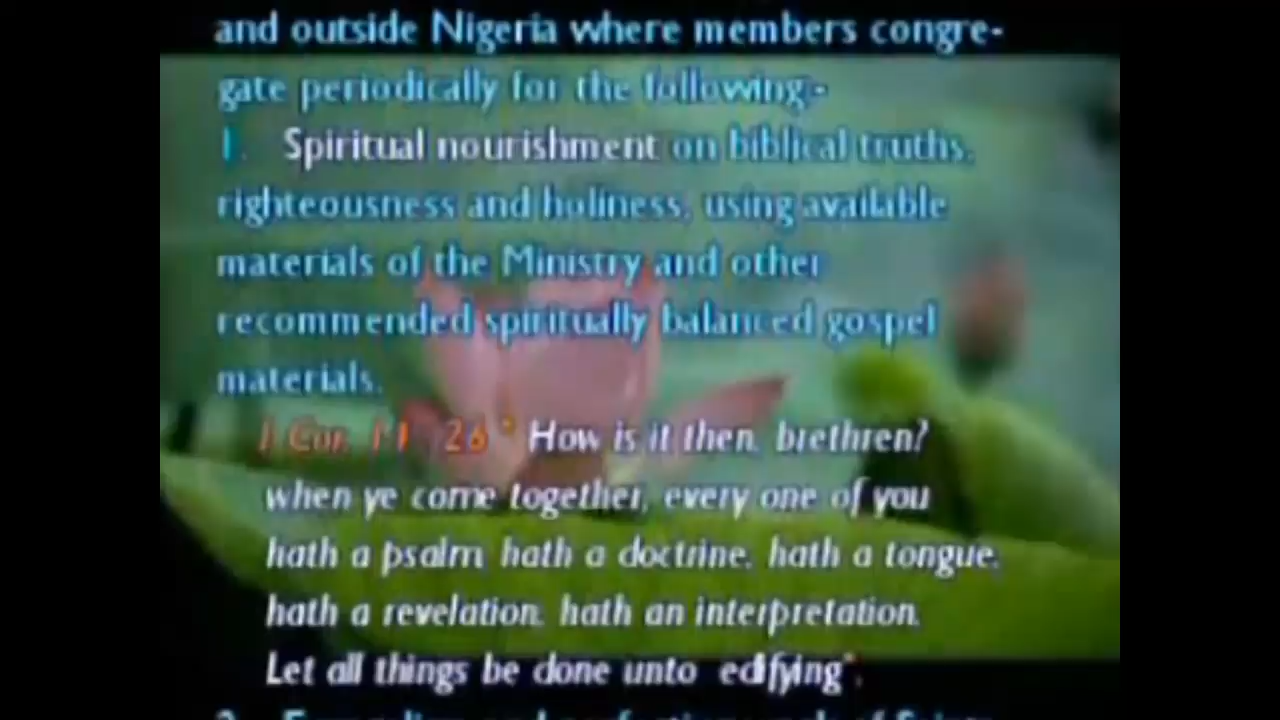 and outside Nigeria where members congre-
gate periodically for the following:-
1. Spiritual nourishment on biblical truths,
righteousness and holiness, using available
materials of the Ministry and other
recommended spiritually balanced gospel
materials.
1 Cor. 11 26 " How is it then, brethren?
when ye come together, every one of you
hath a psalm, hath a doctrine, hath a tongue,
hath a revelation, hath an interpretation.
Let all things be done unto edifying".